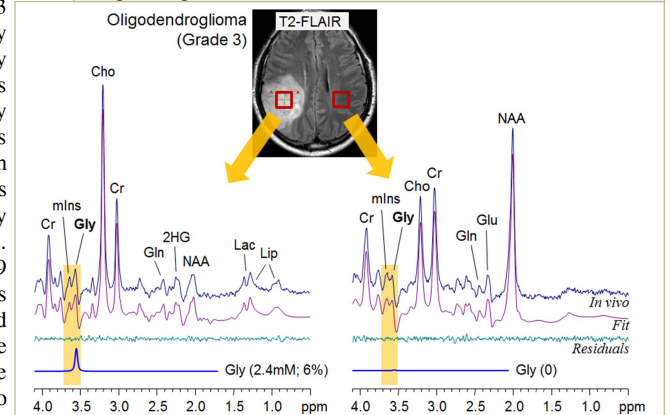 Oligodendroglioma
(Grade 3)
T2-FLAIR
Cho
Cr
mIns
Gly
Cr
Gln
2HG
NAA
Lac
Lip
NAA
Cr
mIns
Gly
Cho
Cr
Gln
Glu
In vivo
Fit
Residuals
Gly (2.4mM; 6%)
Gly (0)
4.0 3.5 3.0 2.5 2.0 1.5 1.0 ppm
4.0 3.5 3.0 2.5 2.0 1.5 1.0 ppm